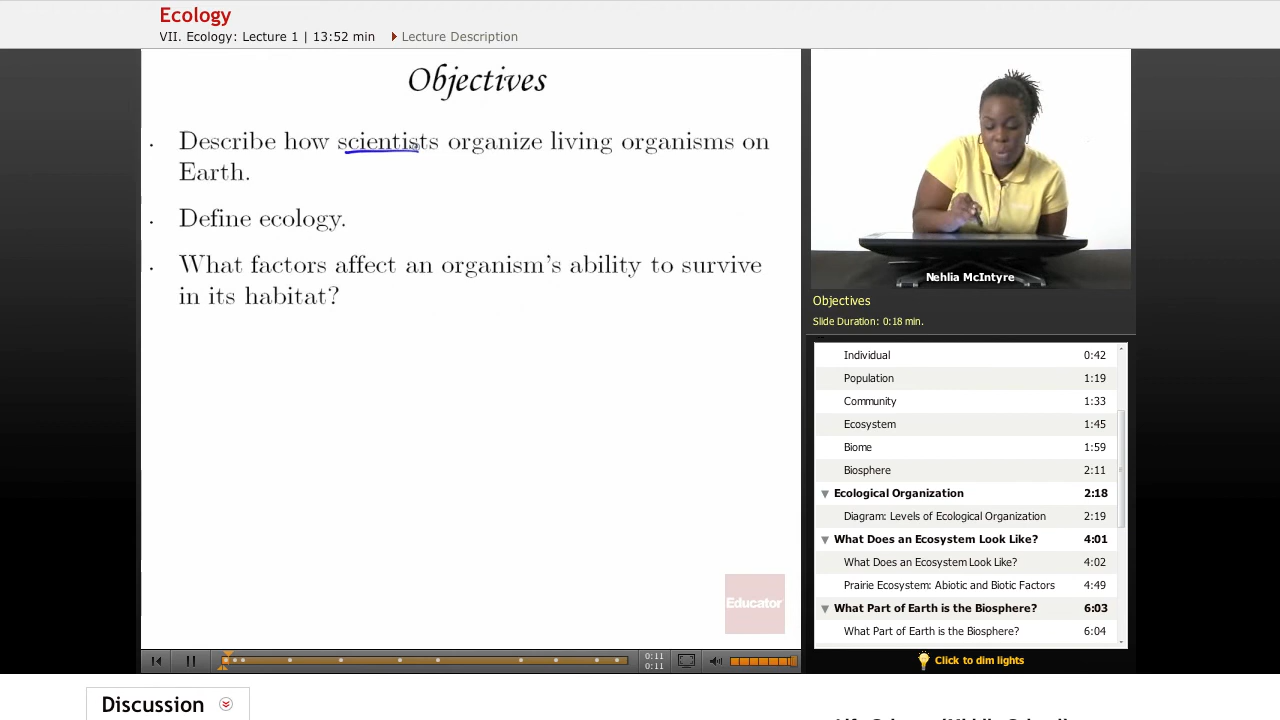 Ecology
VII. Ecology: Lecture 1 | 13:52 min
Lecture Description
Objectives
. Describe how scientists organize living organisms on
Earth.
. Define ecology.
. What factors affect an organism's ability to survive
in its habitat?
Educator
Nehlia McIntyre
Objectives
Slide Duration: 0:18 min.
Individual 0:42
Population 1:19
Community 1:33
Ecosystem 1:45
Biome 1:59
Biosphere 2:11
Ecological Organization 2:18
Diagram: Levels of Ecological Organization 2:19
What Does an Ecosystem Look Like? 4:01
What Does an Ecosystem Look Like? 4:02
Prairie Ecosystem: Abiotic and Biotic Factors 4:49
What Part of Earth is the Biosphere? 6:03
What Part of Earth is the Biosphere? 6:04
0:11
0:11
Click to dim lights
Discussion